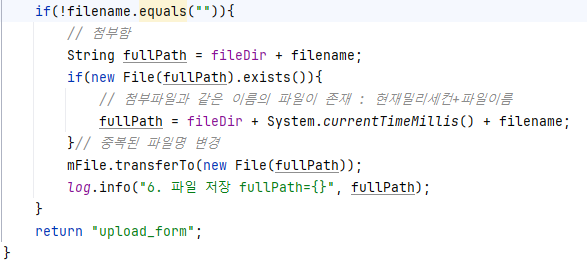 if(!filename.equals("")){
// 첨부함
String fullPath = fileDir + filename;
if(new File(fullPath).exists()){
// 첨부파일과 같은 이름의 파일이 존재 : 현재밀리세컨+파일이름
fullPath = fileDir + System.currentTimeMillis() + filename;
}// 중복된 파일명 변경
mFile.transferTo(new File(fullPath));
log.info("6. 파일 저장 fullPath={}", fullPath);
}
return "upload_form";
}